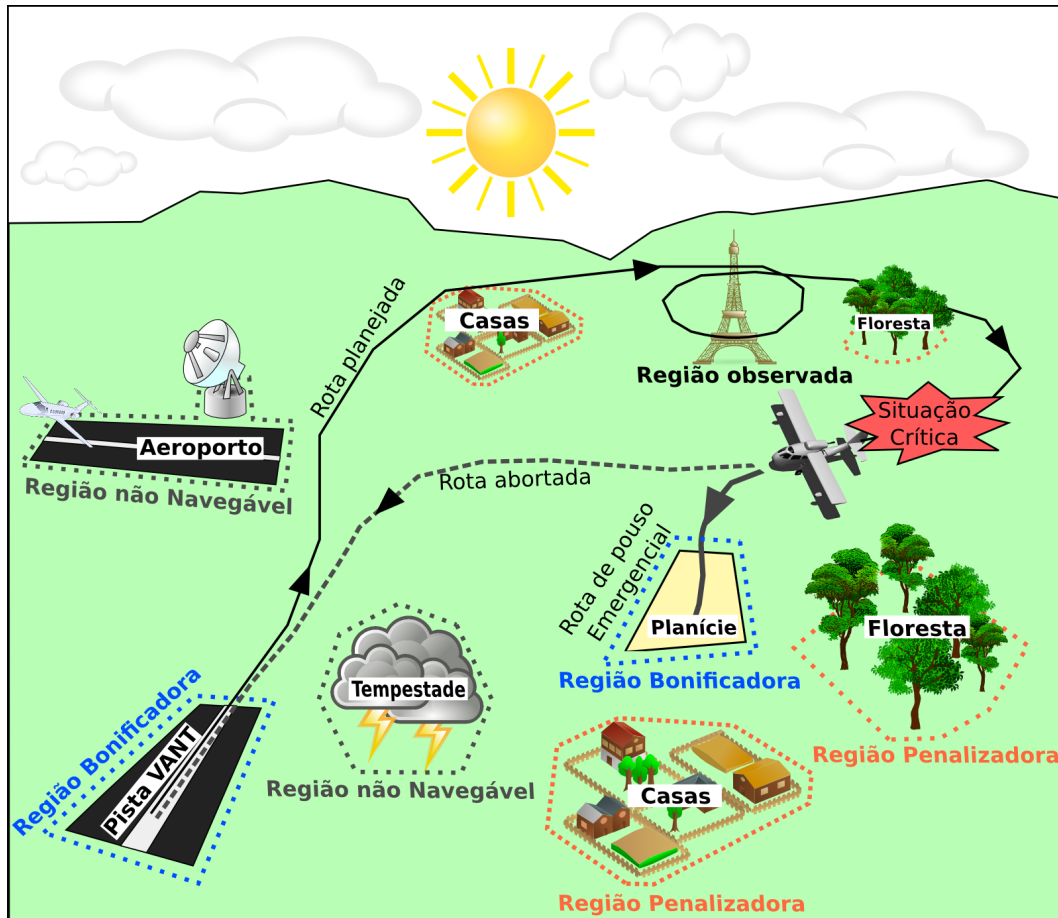 Rota planejada
Casas
Floresta
Região observada
Situação
Crítica
Aeroporto
Região não Navegável
Rota abortada
Rota de pouso
Emergencial
Planície
Região Bonificadora
Floresta
Região Penalizadora
Tempestade
Região não Navegável
Região Bonificadora
Pista VANT
Casas
Região Penalizadora